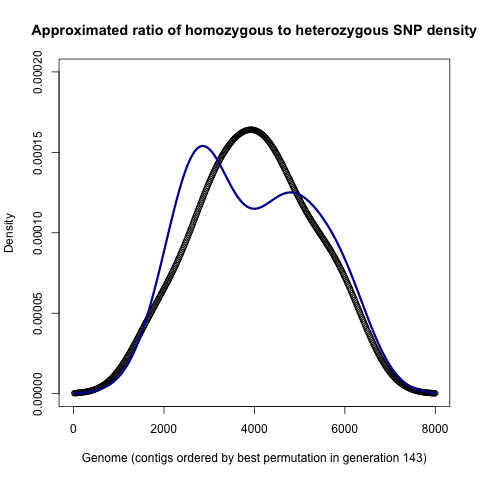 Approximated ratio of homozygous to heterozygous SNP density
0.00020
0.00015
0.00010
0.00005
0.00000
Density
0 2000 4000 6000 8000
Genome (contigs ordered by best permutation in generation 143)